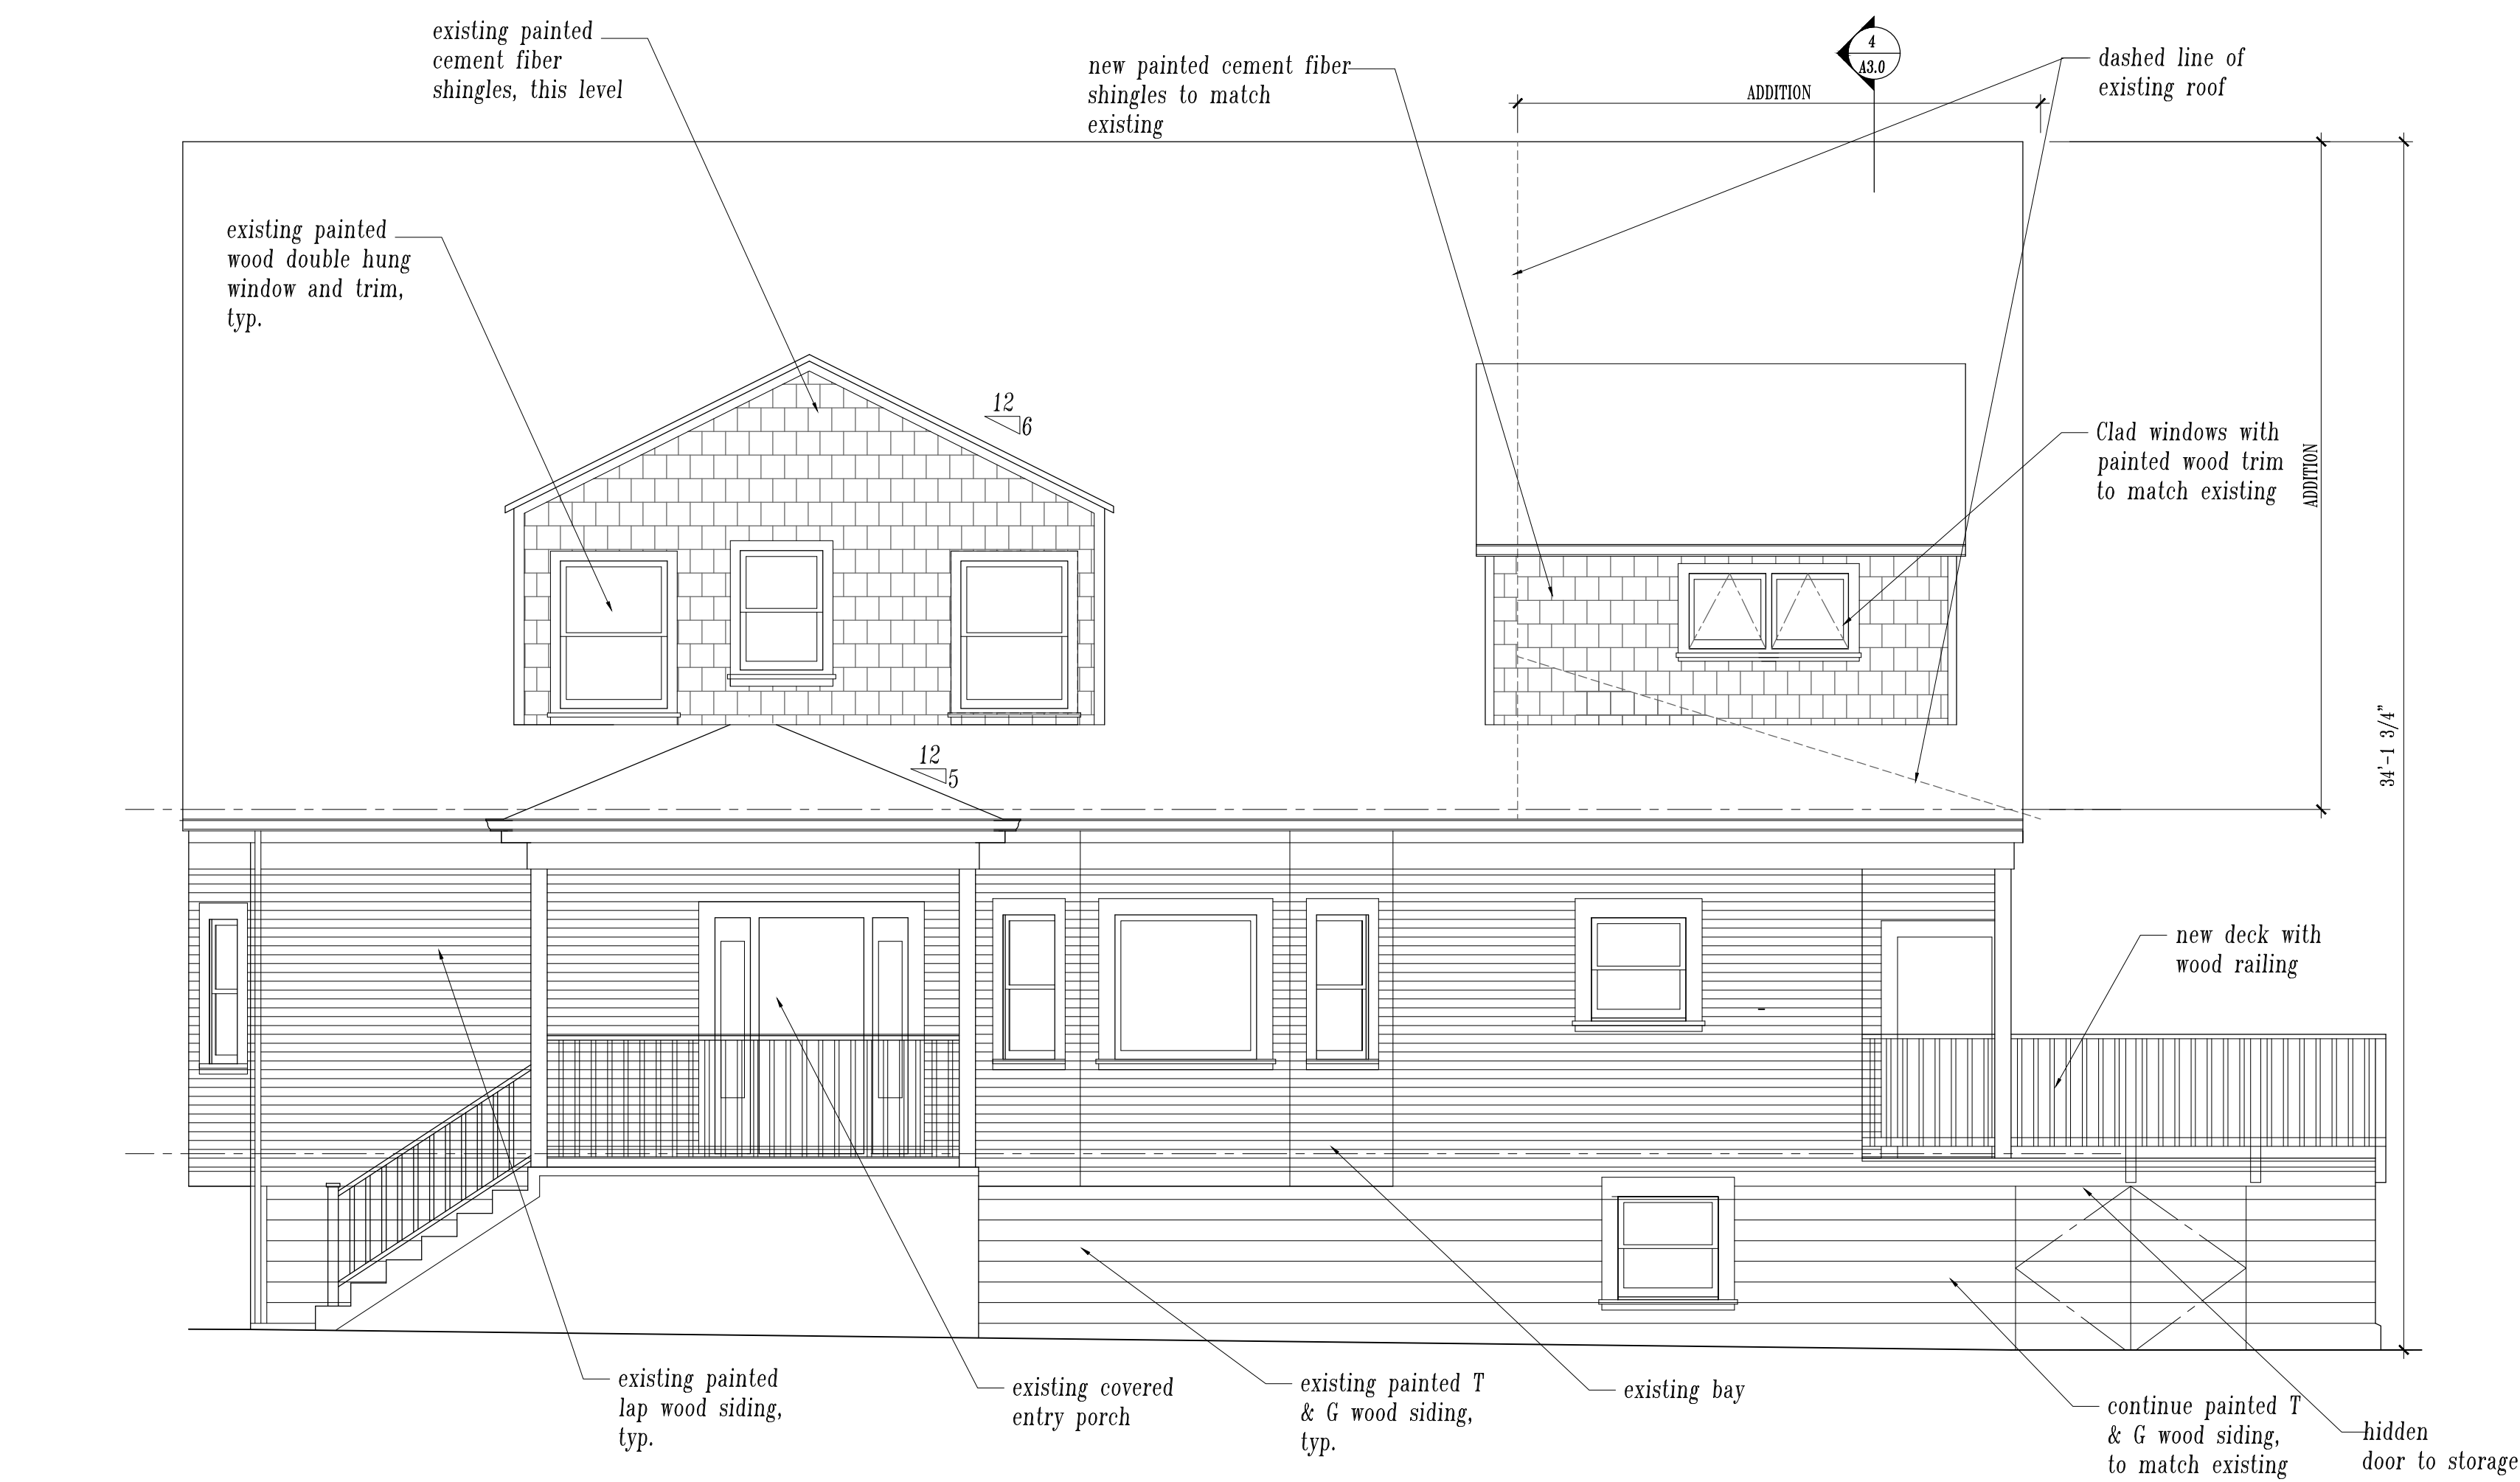 existing painted
cement fiber
shingles, this level
new painted cement fiber
shingles to match
existing
4
A3.0
ADDITION
dashed line of
existing roof
existing painted
wood double hung
window and trim,
typ.
12
6
Clad windows with
painted wood trim
to match existing
ADDITION
34'-1 3/4"
12
5
new deck with
wood railing
existing painted
lap wood siding,
typ.
existing covered
entry porch
existing painted T
& G wood siding,
typ.
existing bay
continue painted T
& G wood siding,
to match existing
hidden
door to storage